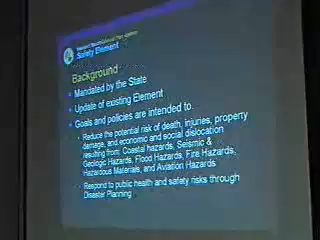 Safety Element
Background
• Mandated by the State
• Update of existing Element
• Goals and policies are intended to
• Reduce the potential risk of death, injuries, property
damage, and economic and social dislocation
resulting from: Coastal hazards, Seismic &
Geologic Hazards, Flood Hazards, Fire Hazards,
Hazardous Materials, and Aviation Hazards
• Respond to public health and safety risks through
Disaster Planning